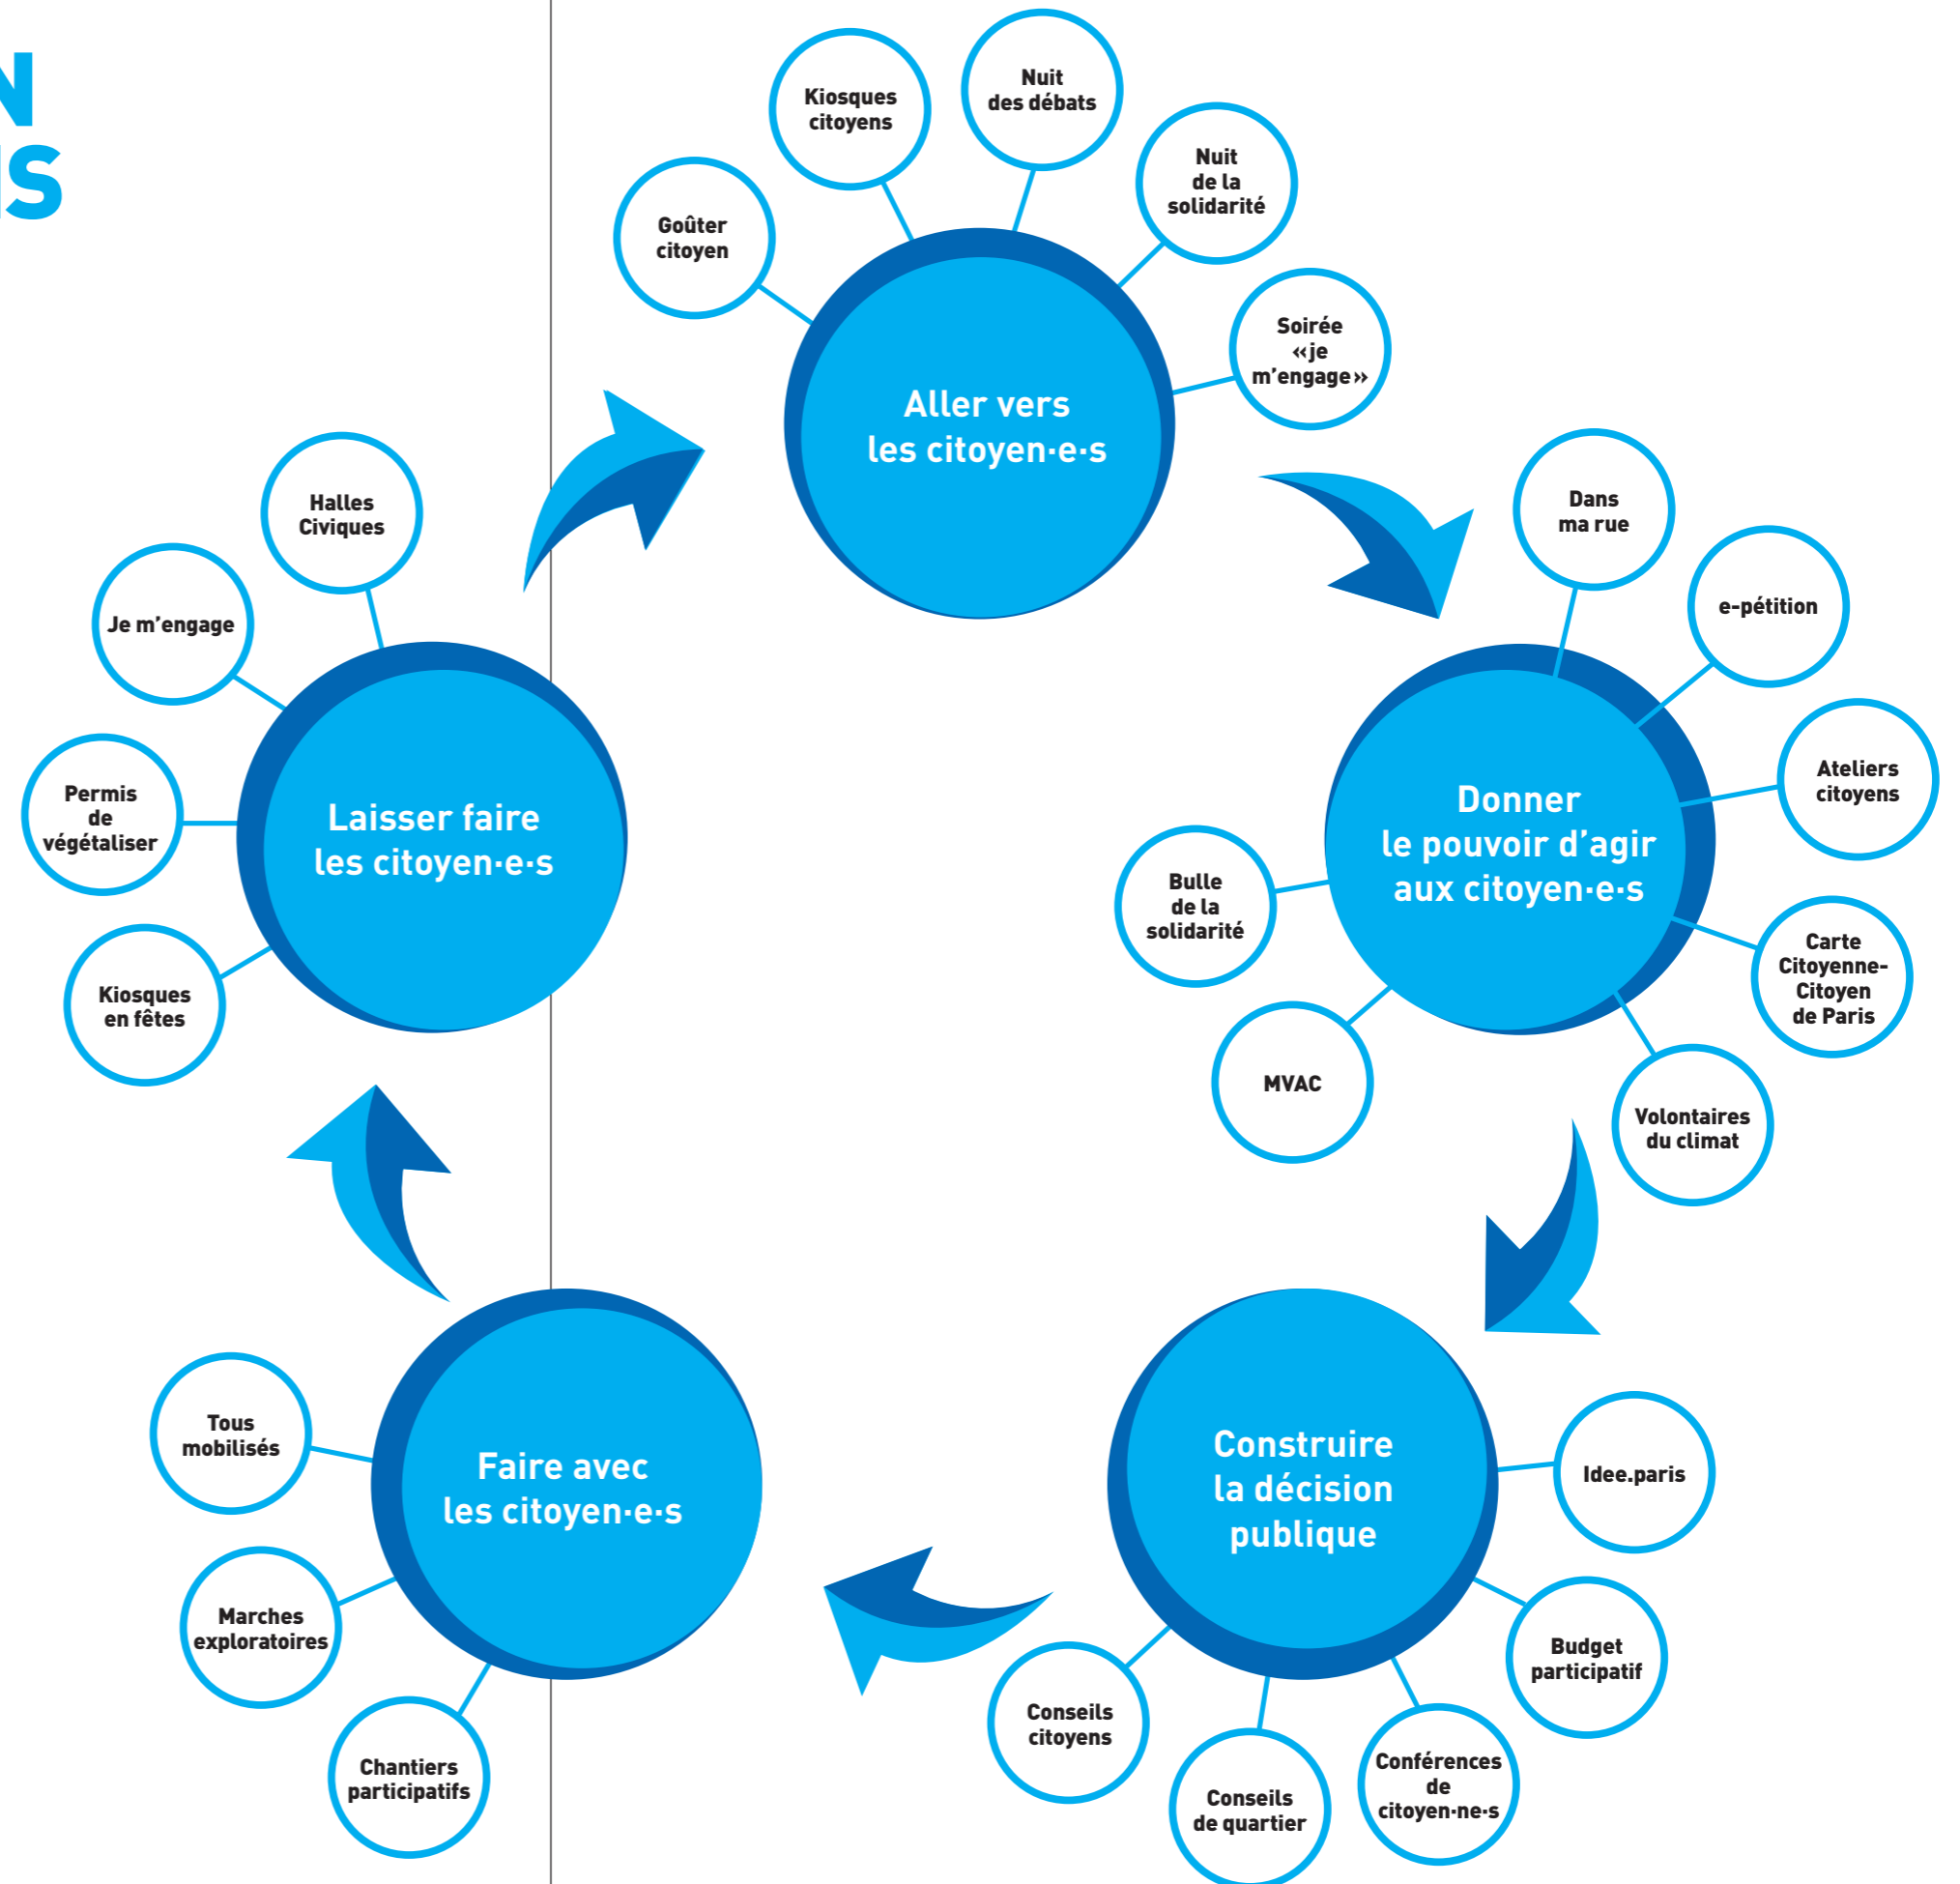 N
NS
Kiosques
citoyens
Nuit
des débats
Nuit
de la
solidarité
Goûter
citoyen
Soirée
«je
m’engage»
Aller vers
les citoyen·e·s
Dans
ma rue
e-pétition
Ateliers
citoyens
Carte
Citoyenne-
Citoyen
de Paris
Volontaires
du climat
MVAC
Bulle
de la
solidarité
Donner
le pouvoir d’agir
aux citoyen·e·s
Idee.paris
Budget
participatif
Conférences
de
citoyen·ne·s
Conseils
de quartier
Conseils
citoyens
Construire
la décision
publique
Faire avec
les citoyen·e·s
Tous
mobilisés
Marches
exploratoires
Chantiers
participatifs
Laisser faire
les citoyen·e·s
Halles
Civiques
Je m’engage
Permis
de
végétaliser
Kiosques
en fêtes